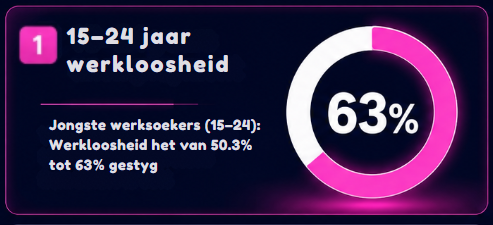 1
15–24 jaar
werkloosheid
Jongste werksoekers (15–24):
Werkloosheid het van 50.3%
tot 63% gestyg
63%